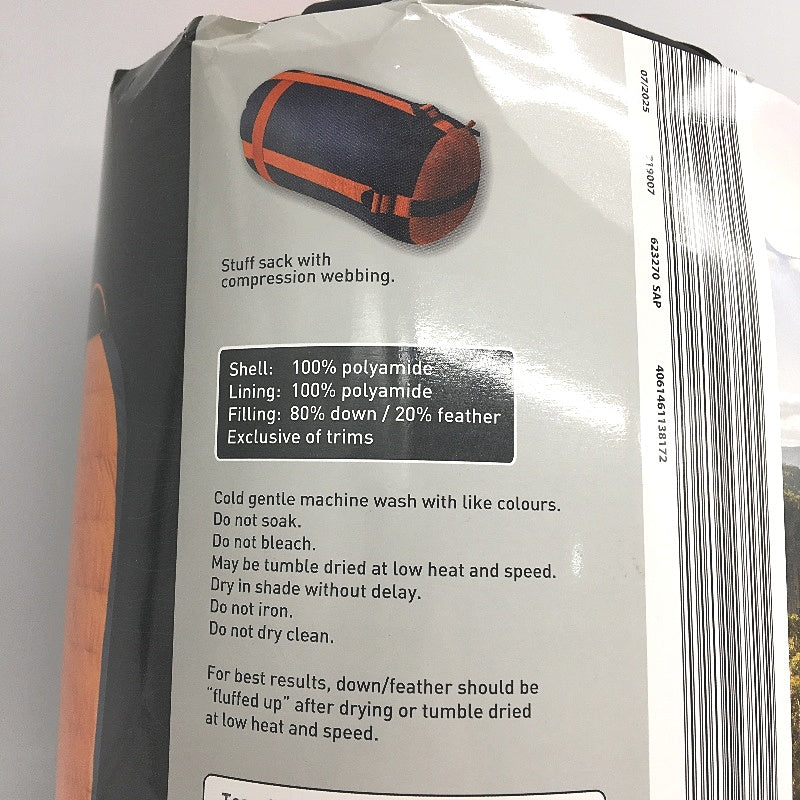 Stuff sack with
compression webbing.
Shell: 100% polyamide
Lining: 100% polyamide
Filling: 80% down / 20% feather
Exclusive of trims
Cold gentle machine wash with like colours.
Do not soak.
Do not bleach.
May be tumble dried at low heat and speed.
Dry in shade without delay.
Do not iron.
Do not dry clean.
For best results, down/feather should be
"fluffed up" after drying or tumble dried
at low heat and speed.
07/2025
623270 SAP
4061461138172